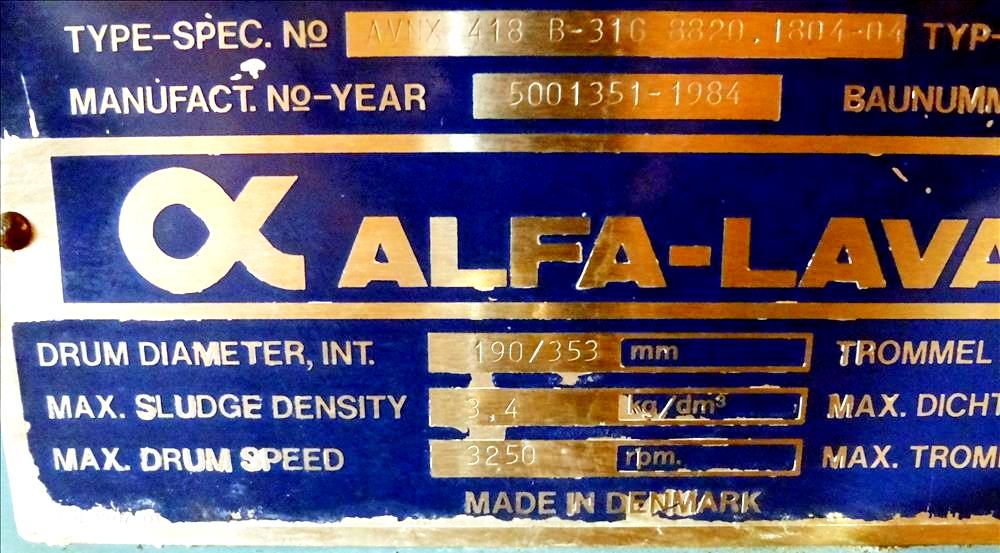 TYPE-SPEC. No AVNX 418 B-31G 8820.1804-04 TYP-
MANUFACT. No-YEAR 5001351-1984 BAUNUMM
α ALFA-LAVA
DRUM DIAMETER, INT. 190/353 mm TROMMEL
MAX. SLUDGE DENSITY 3,4 kg/dm³ MAX. DICHT
MAX. DRUM SPEED 3250 rpm. MAX. TROM
MADE IN DENMARK